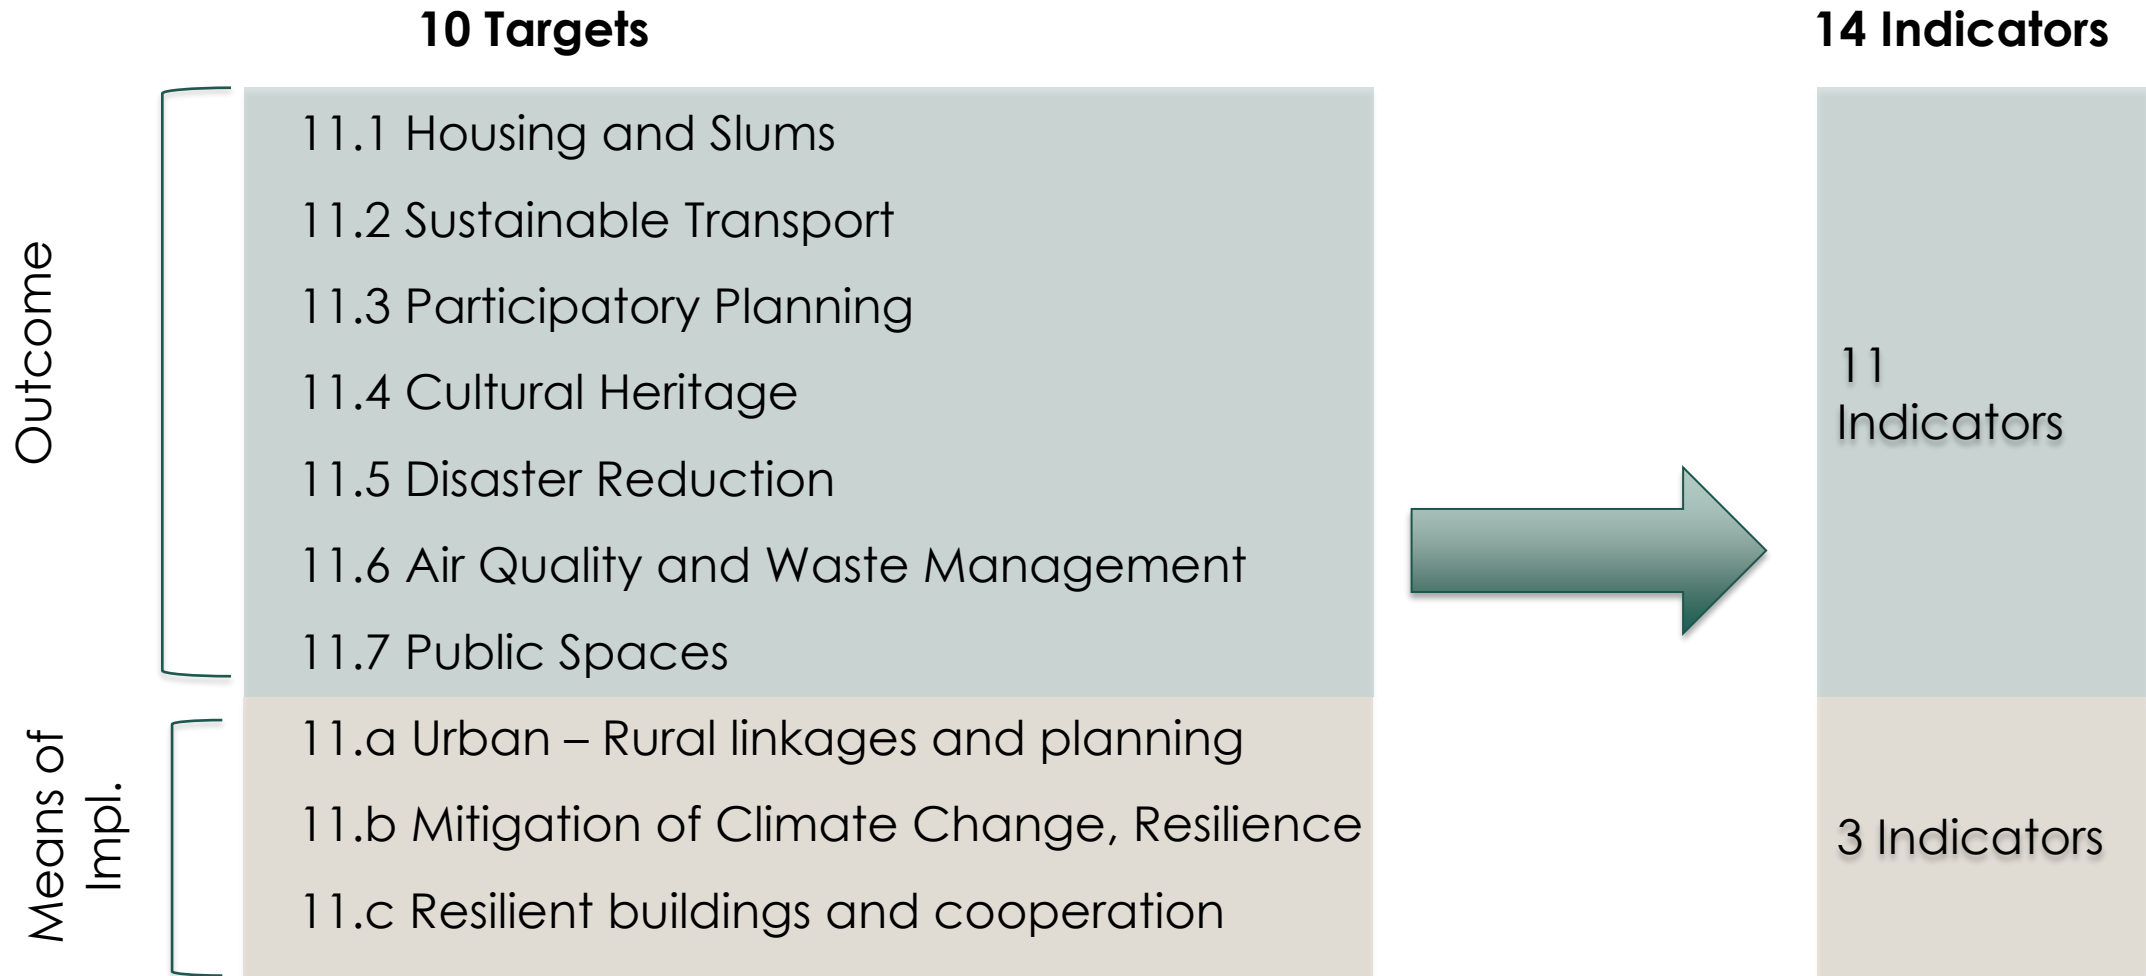 10 Targets
14 Indicators
Outcome
11.1 Housing and Slums
11.2 Sustainable Transport
11.3 Participatory Planning
11.4 Cultural Heritage
11.5 Disaster Reduction
11.6 Air Quality and Waste Management
11.7 Public Spaces
11
Indicators
Means of
Impl.
11.a Urban – Rural linkages and planning
11.b Mitigation of Climate Change, Resilience
11.c Resilient buildings and cooperation
3 Indicators